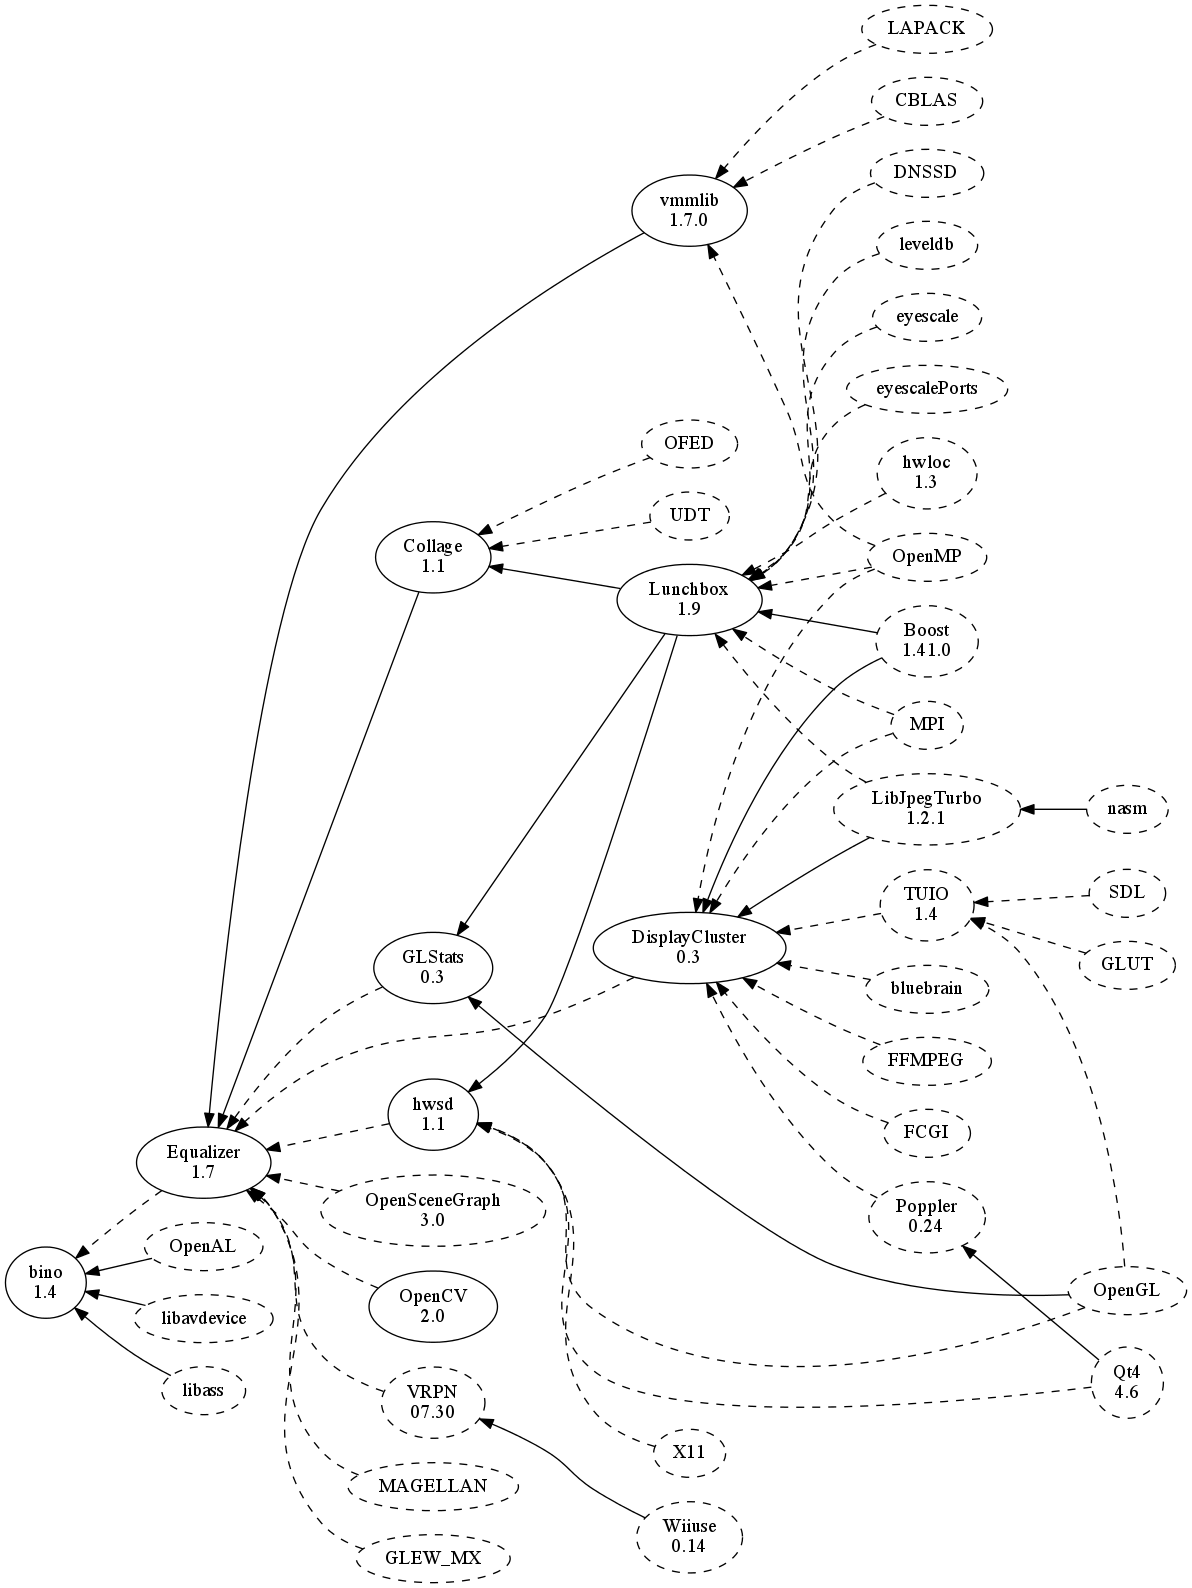 LAPACK
CBLAS
DNSSD
vmmlib
1.7.0
leveldb
eyescale
eyescalePorts
OFED
hwloc
1.3
UDT
Collage
1.1
OpenMP
Lunchbox
1.9
Boost
1.41.0
MPI
LibJpegTurbo
1.2.1
nasm
TUIO
1.4
SDL
DisplayCluster
0.3
GLStats
0.3
GLUT
bluebrain
FFMPEG
hwsd
1.1
FCGI
Equalizer
1.7
OpenSceneGraph
3.0
Poppler
0.24
OpenAL
bino
1.4
OpenGL
OpenCV
2.0
libavdevice
libass
Qt4
4.6
VRPN
07.30
X11
MAGELLAN
Wiiuse
0.14
GLEW_MX